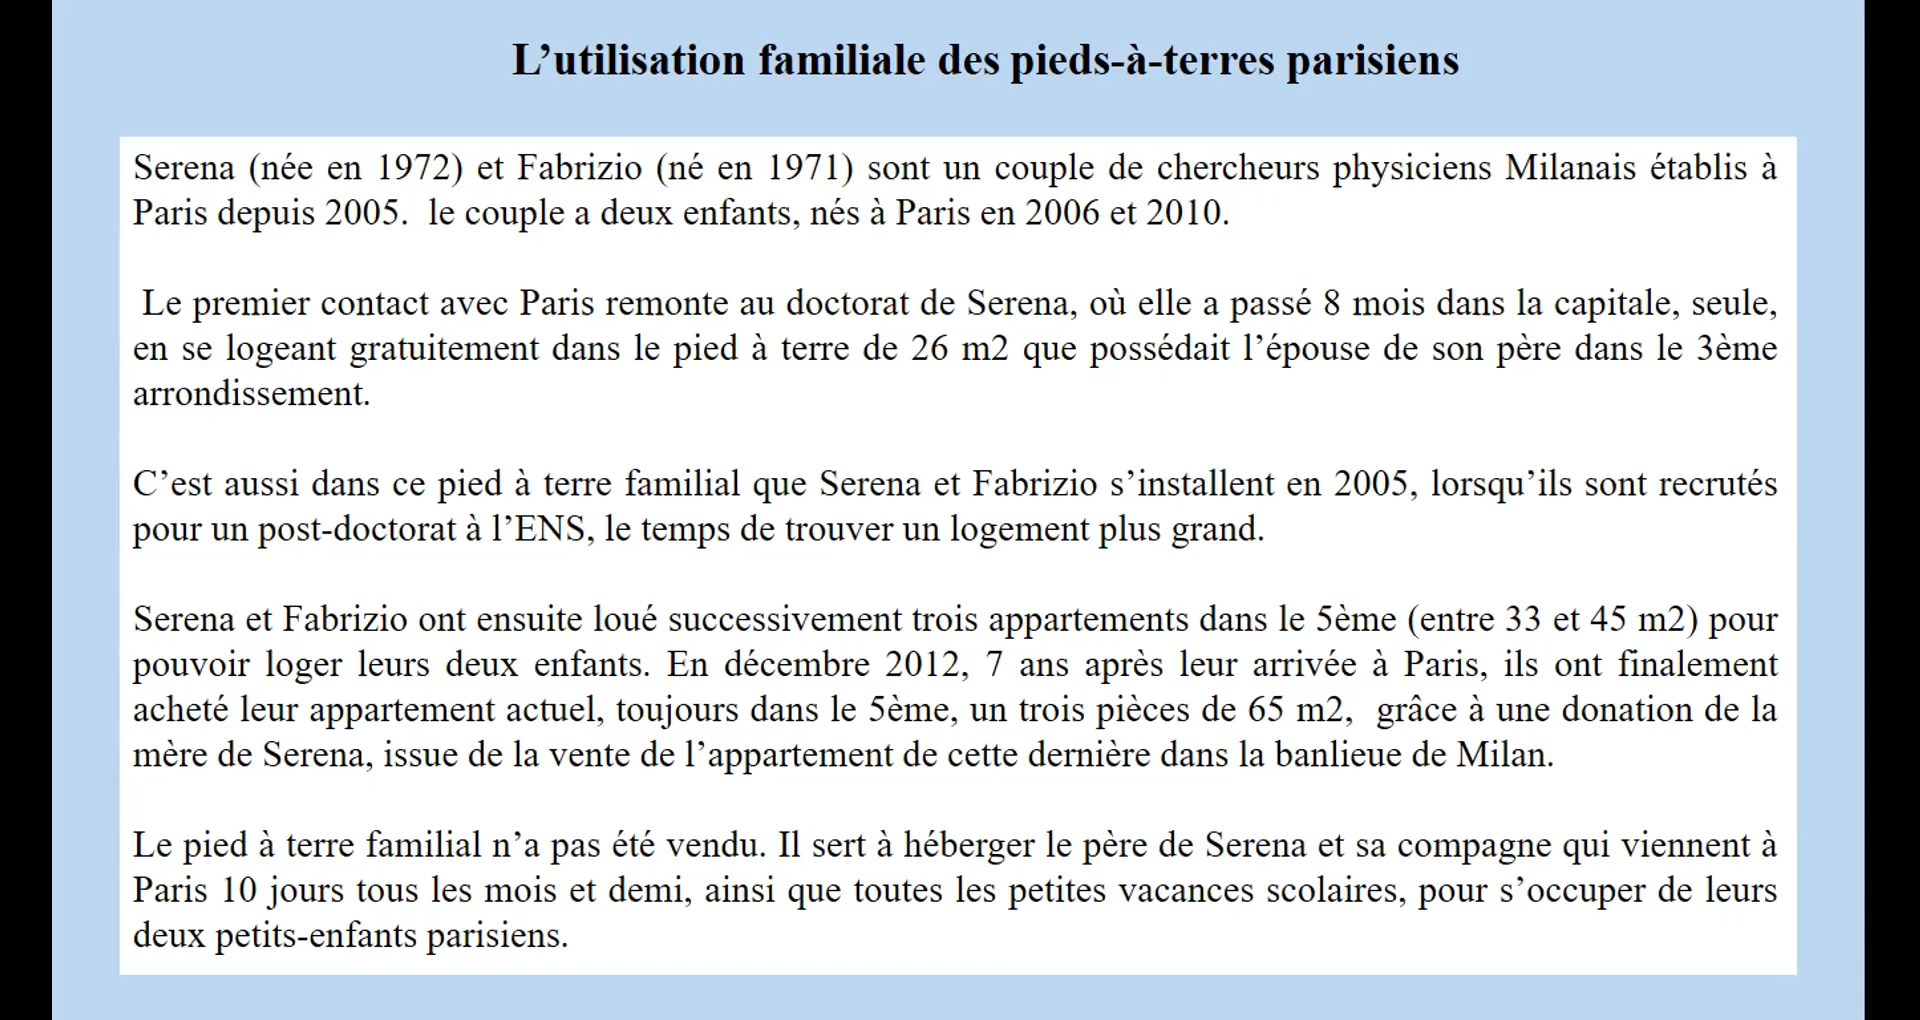 L’utilisation familiale des pieds-à-terres parisiens
Serena (née en 1972) et Fabrizio (né en 1971) sont un couple de chercheurs physiciens Milanais établis à
Paris depuis 2005.  le couple a deux enfants, nés à Paris en 2006 et 2010.
Le premier contact avec Paris remonte au doctorat de Serena, où elle a passé 8 mois dans la capitale, seule,
en se logeant gratuitement dans le pied à terre de 26 m2 que possédait l’épouse de son père dans le 3ème
arrondissement.
C’est aussi dans ce pied à terre familial que Serena et Fabrizio s’installent en 2005, lorsqu’ils sont recrutés
pour un post-doctorat à l’ENS, le temps de trouver un logement plus grand.
Serena et Fabrizio ont ensuite loué successivement trois appartements dans le 5ème (entre 33 et 45 m2) pour
pouvoir loger leurs deux enfants. En décembre 2012, 7 ans après leur arrivée à Paris, ils ont finalement
acheté leur appartement actuel, toujours dans le 5ème, un trois pièces de 65 m2,  grâce à une donation de la
mère de Serena, issue de la vente de l’appartement de cette dernière dans la banlieue de Milan.
Le pied à terre familial n’a pas été vendu. Il sert à héberger le père de Serena et sa compagne qui viennent à
Paris 10 jours tous les mois et demi, ainsi que toutes les petites vacances scolaires, pour s’occuper de leurs
deux petits-enfants parisiens.